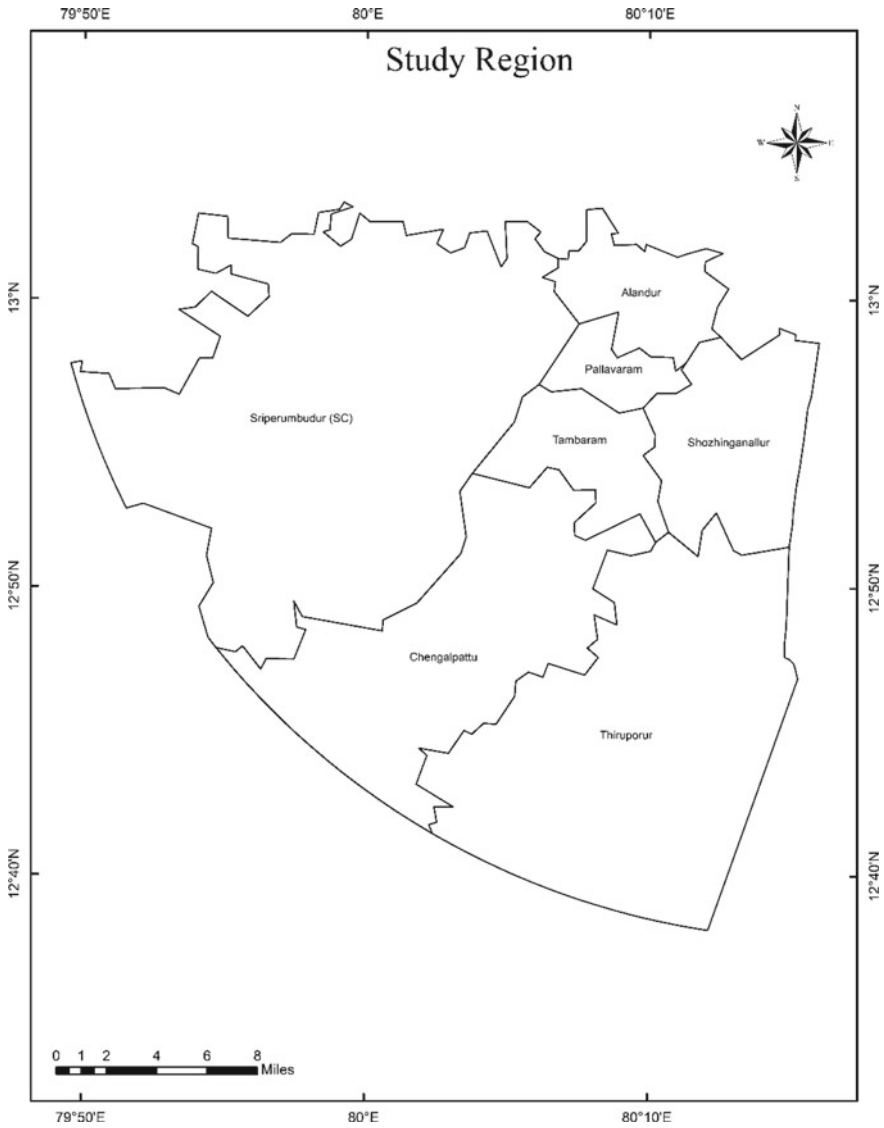 79°50'E 80°E 80°10'E
Study Region
N
W E
S
13°N 13°N
Alandur
Pallavaram
Sriperumbudur (SC)
Tambaram
Shozhinganallur
12°50'N 12°50'N
Chengalpattu
Thiruporur
12°40'N 12°40'N
0 1 2 4 6 8
Miles
79°50'E 80°E 80°10'E